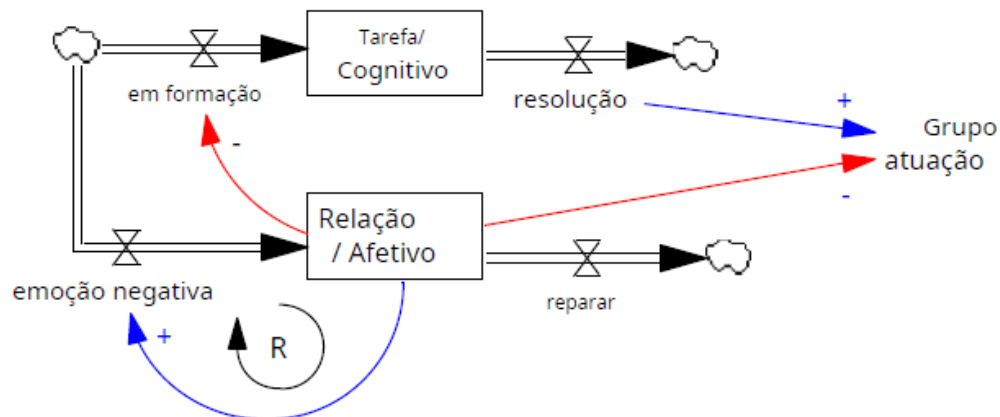 Tarefa/
Cognitivo
em formação
resolução
+
Grupo
atuação
-
-
Relação
/ Afetivo
emoção negativa
reparar
+
R